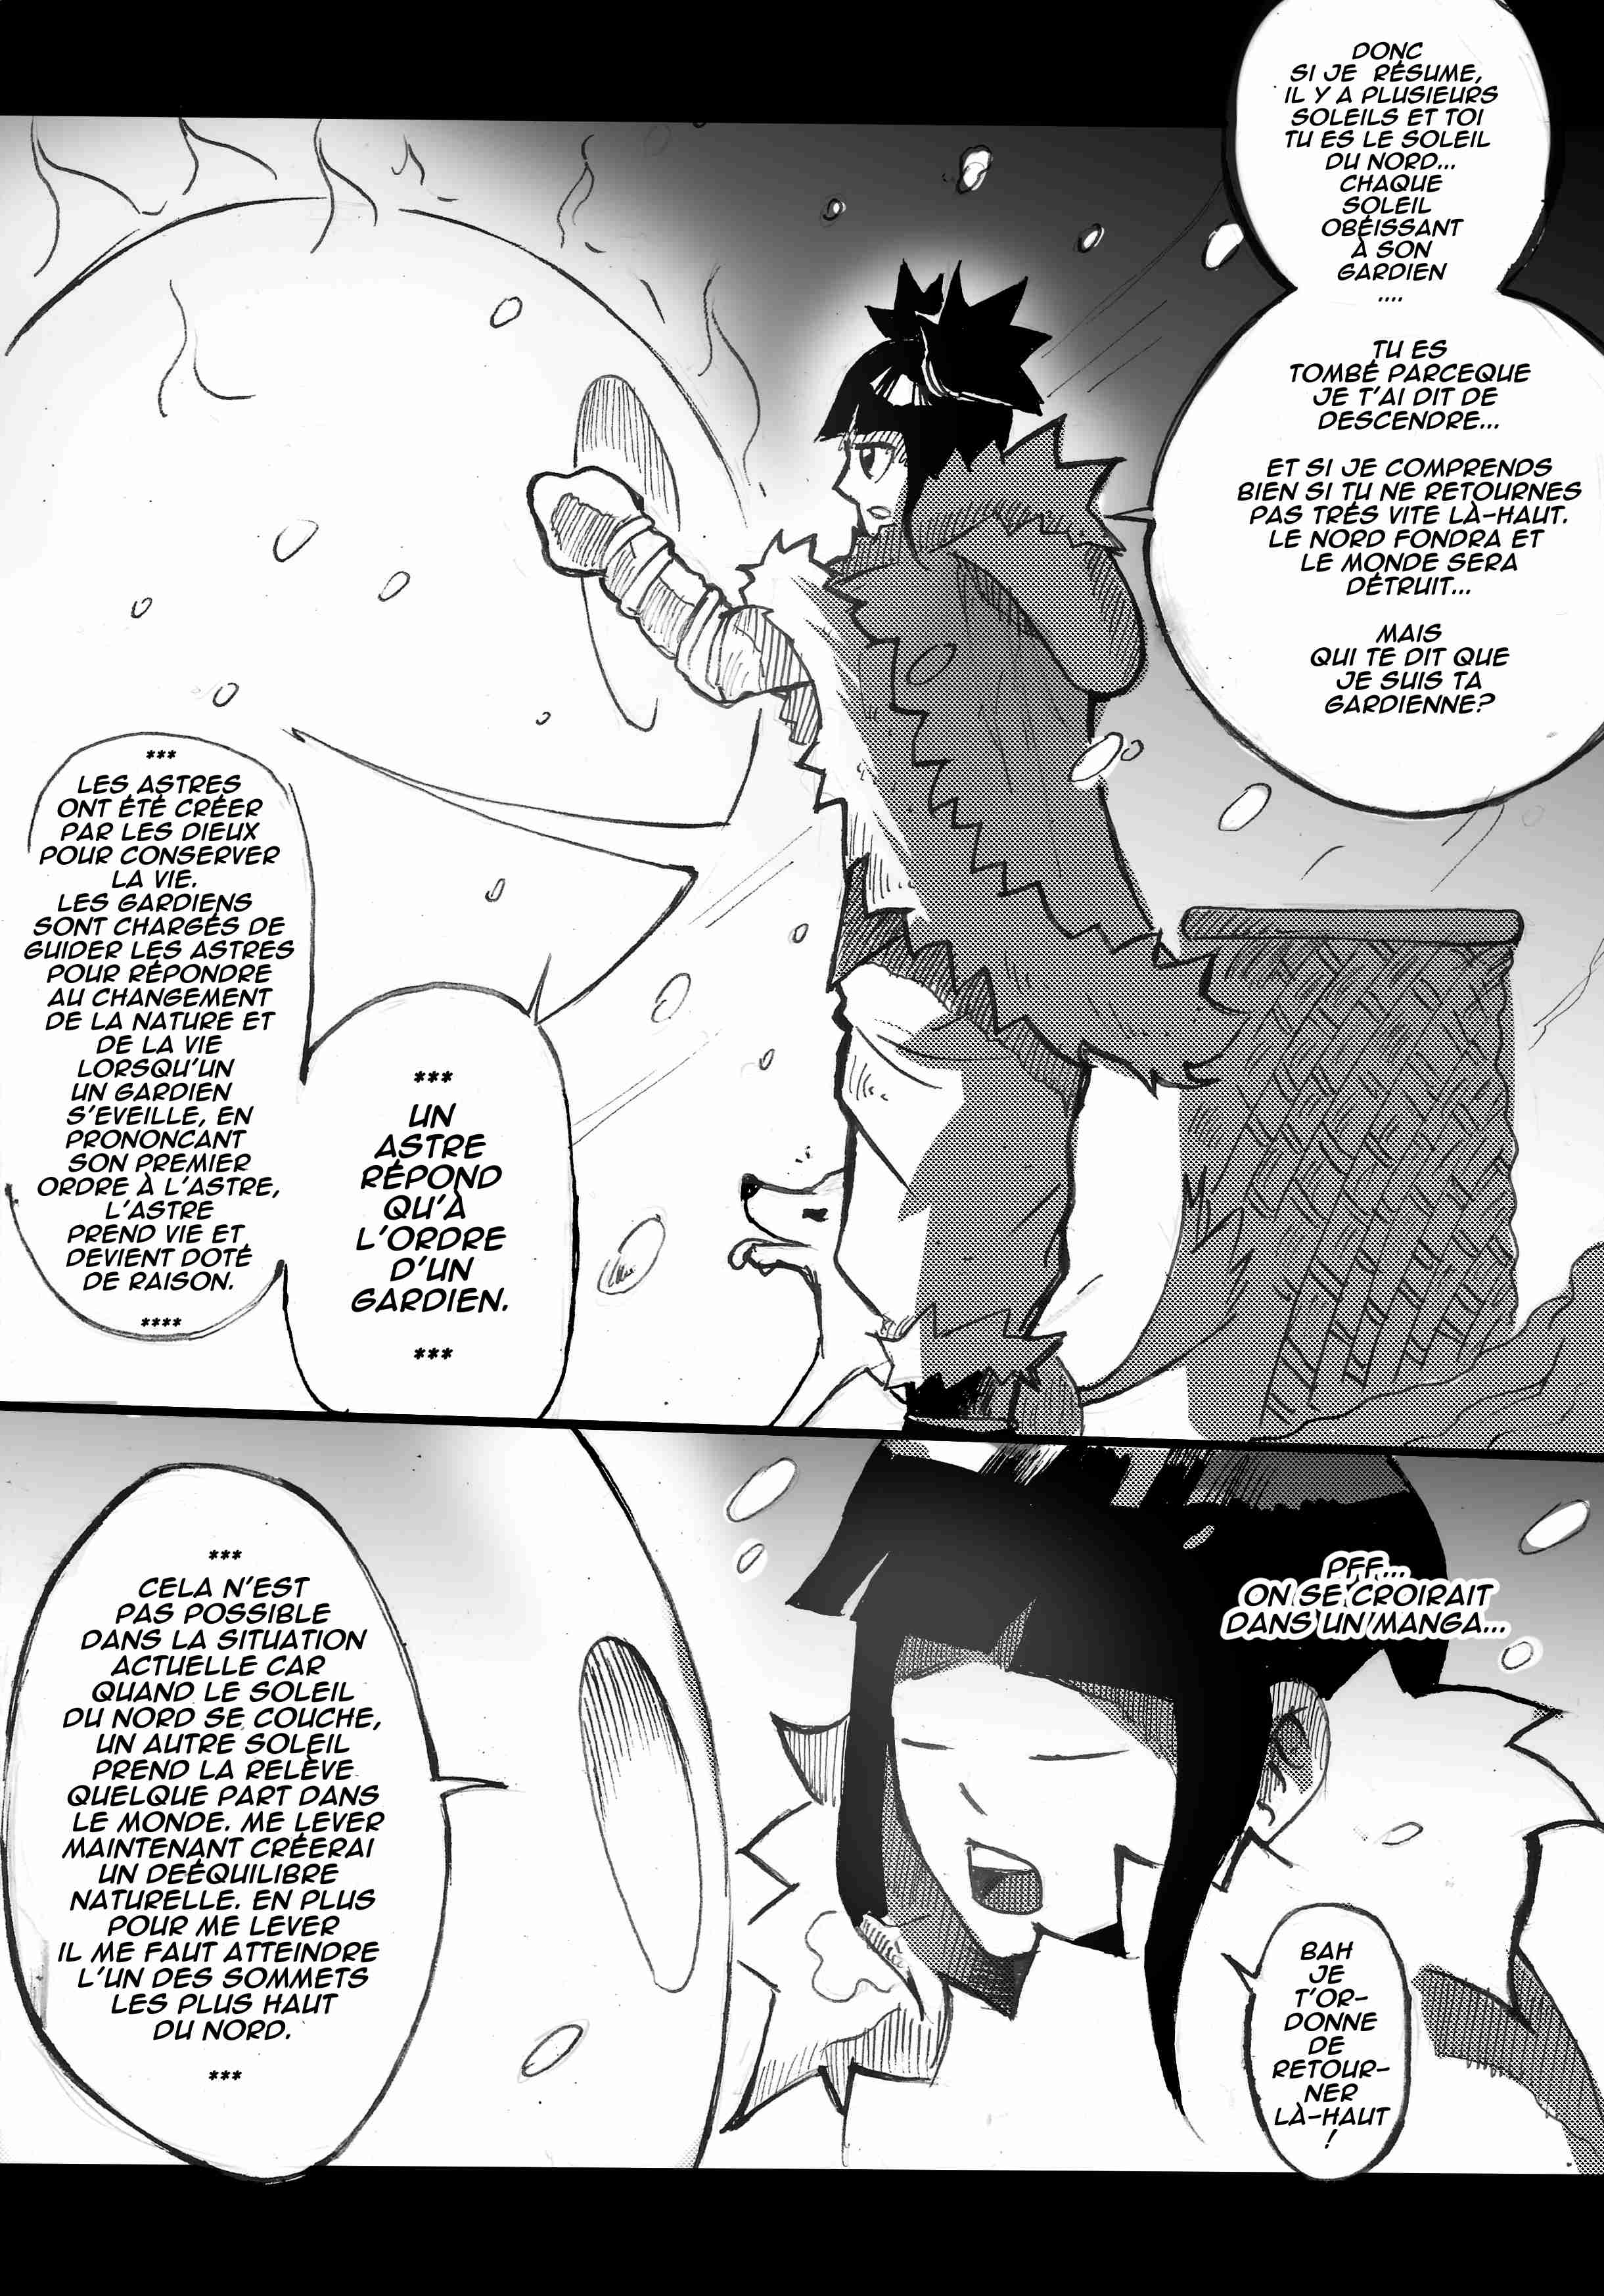 DONC
SI JE RÉSUME,
IL Y A PLUSIEURS
SOLEILS ET TOI
TU ES LE SOLEIL
DU NORD...
CHAQUE
SOLEIL
OBÉISSANT
À SON
GARDIEN
....
TU ES
TOMBÉ PARCEQUE
JE T'AI DIT DE
DESCENDRE...
ET SI JE COMPRENDS
BIEN SI TU NE RETOURNES
PAS TRÉS VITE LÀ-HAUT.
LE NORD FONDRA ET
LE MONDE SERA
DÉTRUIT...
MAIS
QUI TE DIT QUE
JE SUIS TA
GARDIENNE?
***
LES ASTRES
ONT ÉTÉ CRÉER
PAR LES DIEUX
POUR CONSERVER
LA VIE.
LES GARDIENS
SONT CHARGÉS DE
GUIDER LES ASTRES
POUR RÉPONDRE
AU CHANGEMENT
DE LA NATURE ET
DE LA VIE
LORSQU'UN
UN GARDIEN
S'EVEILLE, EN
PRONONCANT
SON PREMIER
ORDRE À L'ASTRE,
L'ASTRE
PREND VIE ET
DEVIENT DOTÉ
DE RAISON.
****
***
UN
ASTRE
RÉPOND
QU'À
L'ORDRE
D'UN
GARDIEN.
***
PFF...
ON SE CROIRAIT
DANS UN MANGA...
BAH
JE
T'OR-
DONNE
DE
RETOUR-
NER
LÀ-HAUT
!
***
CELA N'EST
PAS POSSIBLE
DANS LA SITUATION
ACTUELLE CAR
QUAND LE SOLEIL
DU NORD SE COUCHE,
UN AUTRE SOLEIL
PREND LA RELÈVE
QUELQUE PART DANS
LE MONDE. ME LEVER
MAINTENANT CRÉERAI
UN DEÉQUILIBRE
NATURELLE. EN PLUS
POUR ME LEVER
IL ME FAUT ATTEINDRE
L'UN DES SOMMETS
LES PLUS HAUT
DU NORD.
***